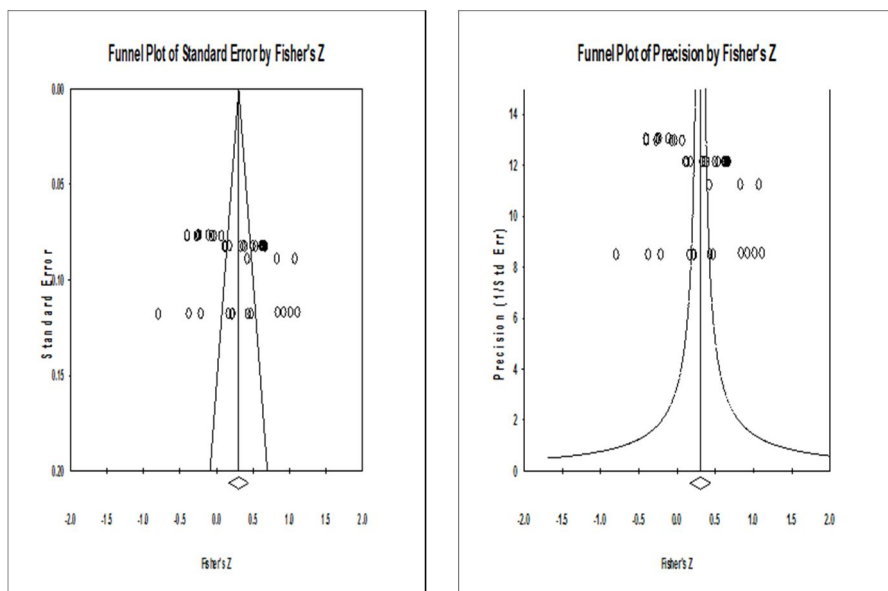 Funnel Plot of Standard Error by Fisher's Z
0.00
0.05
0.10
0.15
0.20
Standard Error
-2.0 -1.5 -1.0 -0.5 0.0 0.5 1.0 1.5 2.0
Fisher's Z
Funnel Plot of Precision by Fisher's Z
14
12
10
8
6
4
2
0
Precision (1/Std Err)
-2.0 -1.5 -1.0 -0.5 0.0 0.5 1.0 1.5 2.0
Fisher's Z